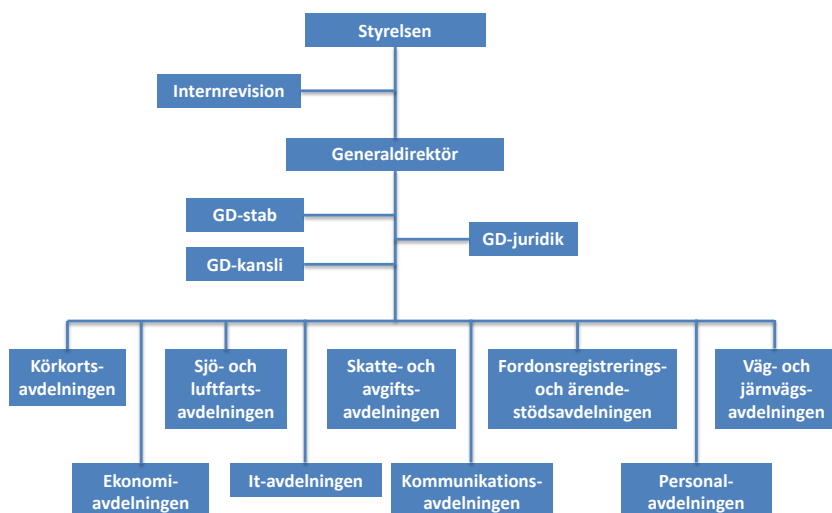 Styrelsen
Internrevision
Generaldirektör
GD-stab
GD-juridik
GD-kansli
Körkorts-
avdelningen
Sjö- och
luftfarts-
avdelningen
Skatte- och
avgifts-
avdelningen
Fordonsregistrerings-
och ärende-
stödsavdelningen
Väg- och
järnvägs-
avdelningen
Ekonomi-
avdelningen
It-avdelningen
Kommunikations-
avdelningen
Personal-
avdelningen